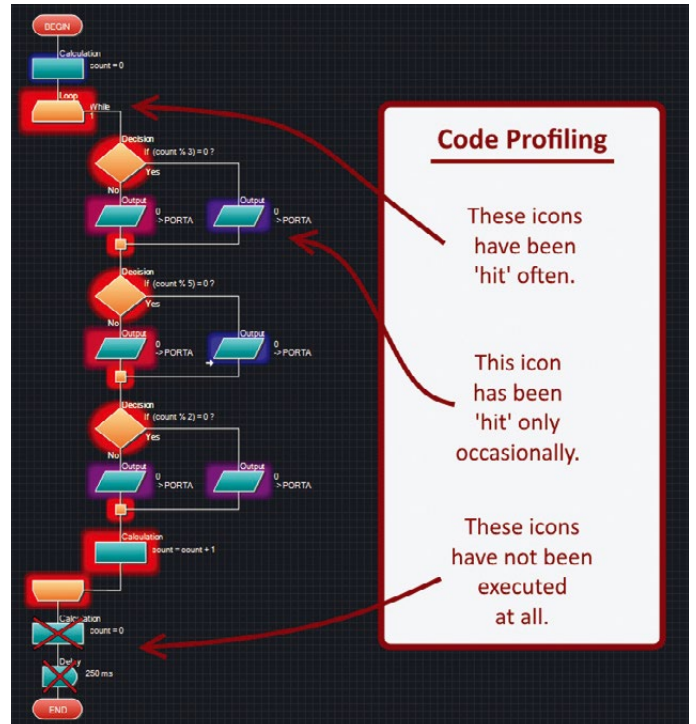 BEGIN
Calculation
count = 0
Loop
While
1
Decision
If (count % 3) = 0 ?
Yes
No
Output
0
->PORTA
Output
0
->PORTA
Decision
If (count % 5) = 0 ?
Yes
No
Output
0
->PORTA
Output
0
->PORTA
Decision
If (count % 2) = 0 ?
Yes
No
Output
0
->PORTA
Output
0
->PORTA
Calculation
count = count + 1
Calculation
count = 0
Delay
250 ms
END
Code Profiling
These icons
have been
'hit' often.
This icon
has been
'hit' only
occasionally.
These icons
have not been
executed
at all.